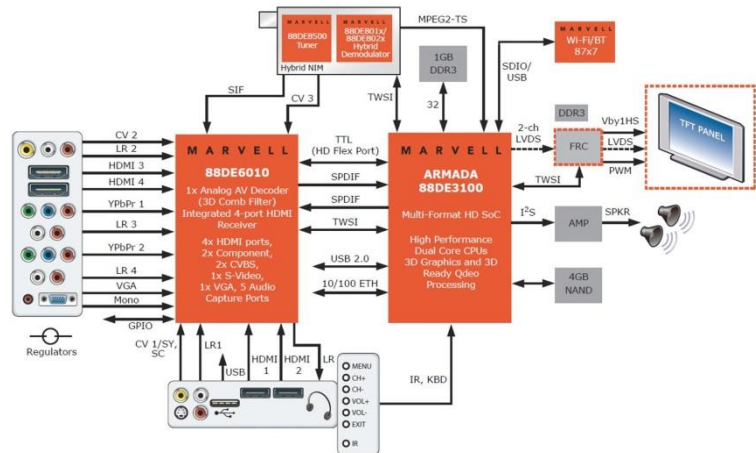 MARVELL
88DE8500
Tuner
MARVELL
88DE801x/
88DE802x
Hybrid
Demodulator
Hybrid NIM
MPEG2-TS
1GB
DDR3
MARVELL
Wi-Fi/BT
87x7
SDIO/
USB
SIF
CV 3
TWSI
32
CV 2
LR 2
HDMI 3
HDMI 4
YPbPr 1
LR 3
YPbPr 2
LR 4
VGA
Mono
GPIO
Regulators
MARVELL
88DE6010
1x Analog AV Decoder
(3D Comb Filter)
Integrated 4-port HDMI
Receiver
4x HDMI ports,
2x Component,
2x CVBS,
1x S-Video,
1x VGA, 5 Audio
Capture Ports
TTL
(HD Flex Port)
SPDIF
SPDIF
TWSI
USB 2.0
10/100 ETH
MARVELL
ARMADA
88DE3100
Multi-Format HD SoC
High Performance
Dual Core CPUs
3D Graphics and 3D
Ready Qdeo
Processing
2-ch
LVDS
DDR3
FRC
Vby1HS
LVDS
PWM
TFT PANEL
TWSI
I²S
AMP
SPKR
4GB
NAND
CV 1/SY,
SC
LR1
USB
HDMI
1
HDMI
2
LR
MENU
CH+
CH-
VOL+
VOL-
EXIT
IR
IR, KBD